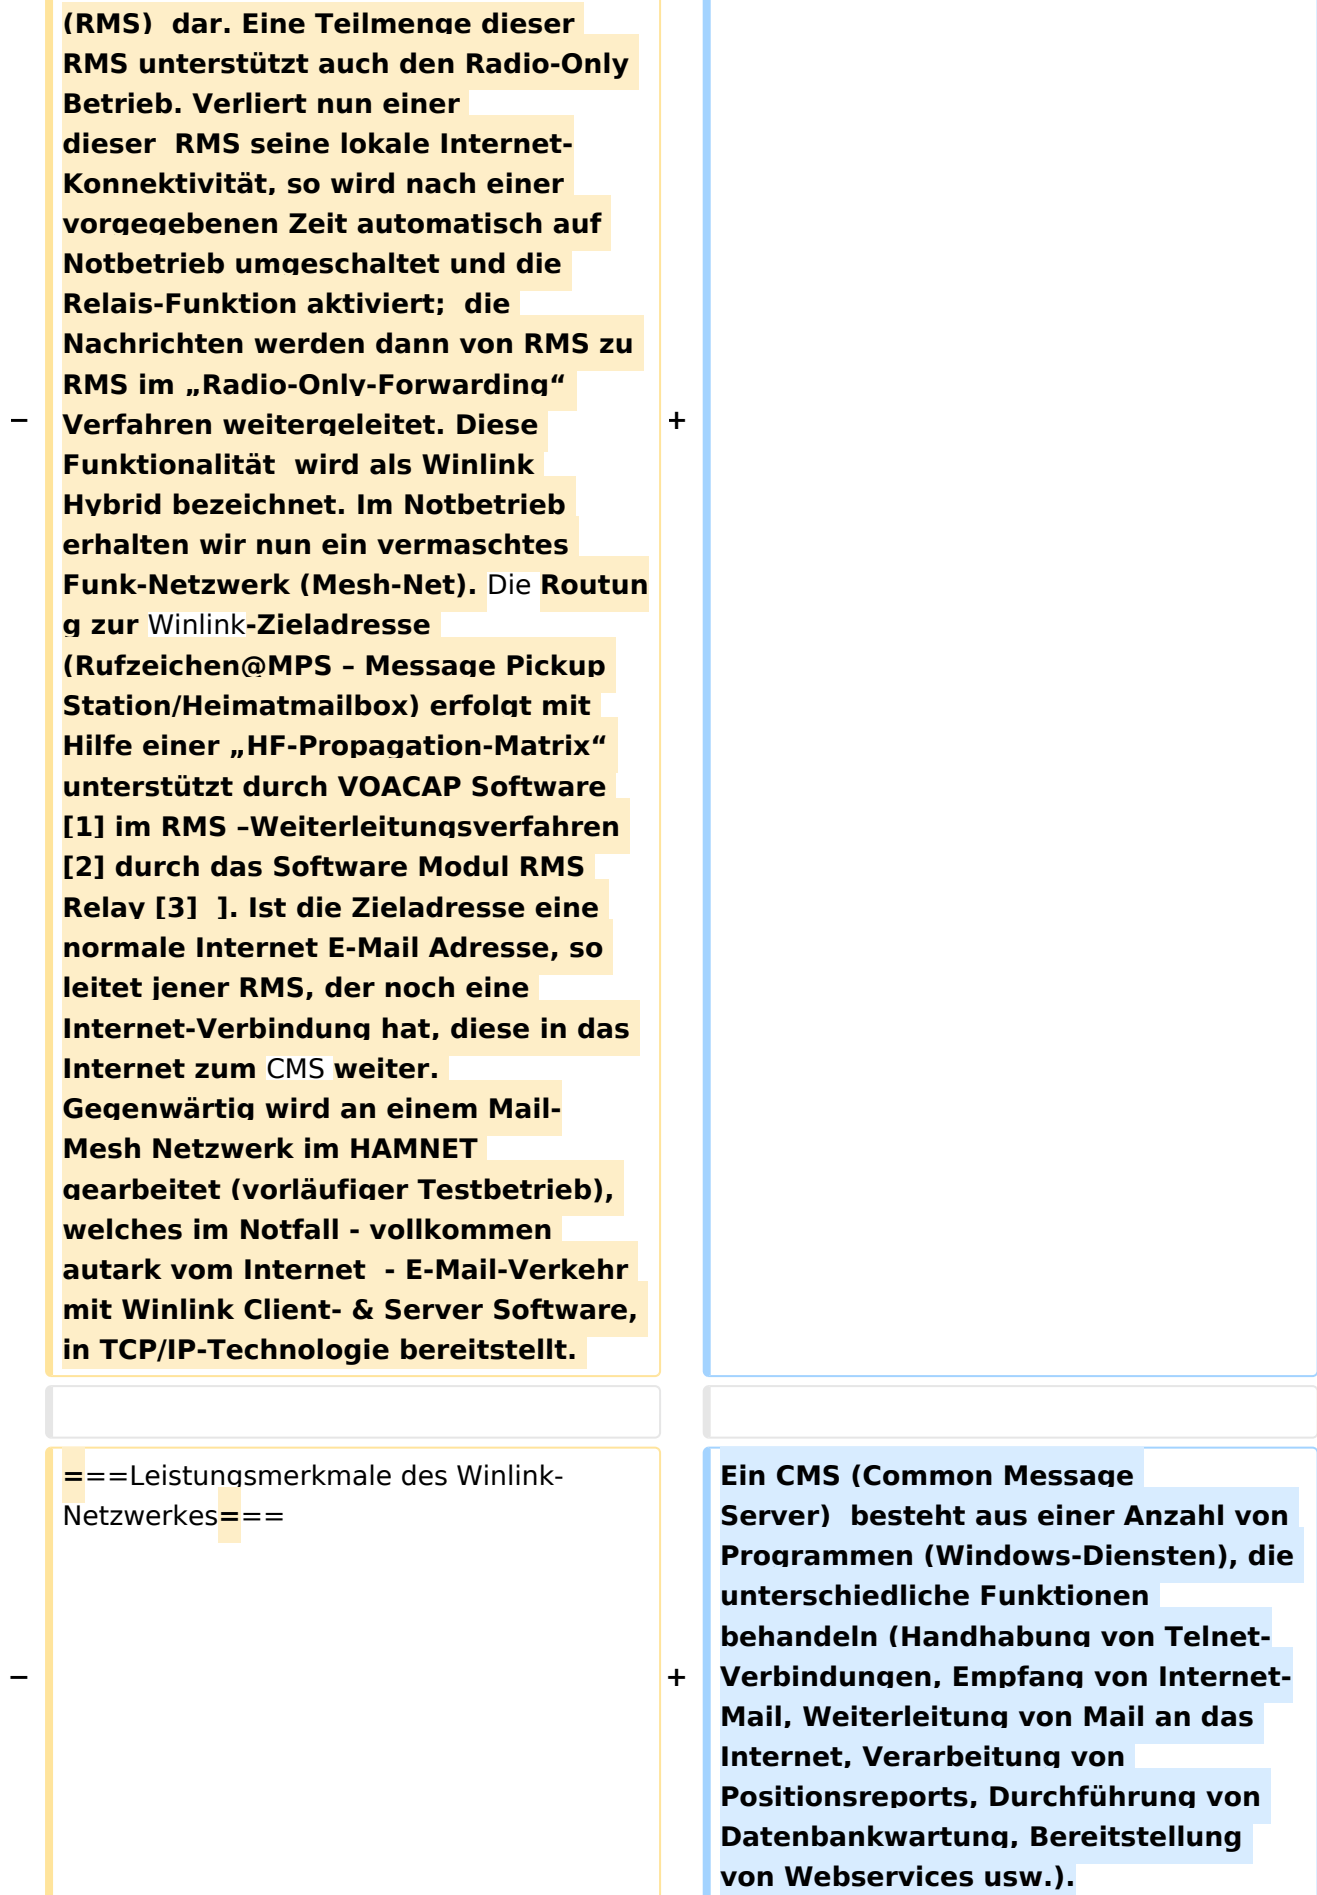 (RMS)  dar. Eine Teilmenge dieser
RMS unterstützt auch den Radio-Only
Betrieb. Verliert nun einer
dieser  RMS seine lokale Internet-
Konnektivität, so wird nach einer
vorgegebenen Zeit automatisch auf
Notbetrieb umgeschaltet und die
Relais-Funktion aktiviert;  die
Nachrichten werden dann von RMS zu
RMS im „Radio-Only-Forwarding“
− Verfahren weitergeleitet. Diese
+
Funktionalität  wird als Winlink
Hybrid bezeichnet. Im Notbetrieb
erhalten wir nun ein vermaschtes
Funk-Netzwerk (Mesh-Net). Die Routun
g zur Winlink-Zieladresse
(Rufzeichen@MPS – Message Pickup
Station/Heimatmailbox) erfolgt mit
Hilfe einer „HF-Propagation-Matrix“
unterstützt durch VOACAP Software
[1] im RMS –Weiterleitungsverfahren
[2] durch das Software Modul RMS
Relay [3]  ]. Ist die Zieladresse eine
normale Internet E-Mail Adresse, so
leitet jener RMS, der noch eine
Internet-Verbindung hat, diese in das
Internet zum CMS weiter.
Gegenwärtig wird an einem Mail-
Mesh Netzwerk im HAMNET
gearbeitet (vorläufiger Testbetrieb),
welches im Notfall - vollkommen
autark vom Internet  - E-Mail-Verkehr
mit Winlink Client- & Server Software,
in TCP/IP-Technologie bereitstellt.
====Leistungsmerkmale des Winlink-
Netzwerkes====
−
Ein CMS (Common Message
Server)  besteht aus einer Anzahl von
Programmen (Windows-Diensten), die
unterschiedliche Funktionen
behandeln (Handhabung von Telnet-
+ Verbindungen, Empfang von Internet-
Mail, Weiterleitung von Mail an das
Internet, Verarbeitung von
Positionsreports, Durchführung von
Datenbankwartung, Bereitstellung
von Webservices usw.).